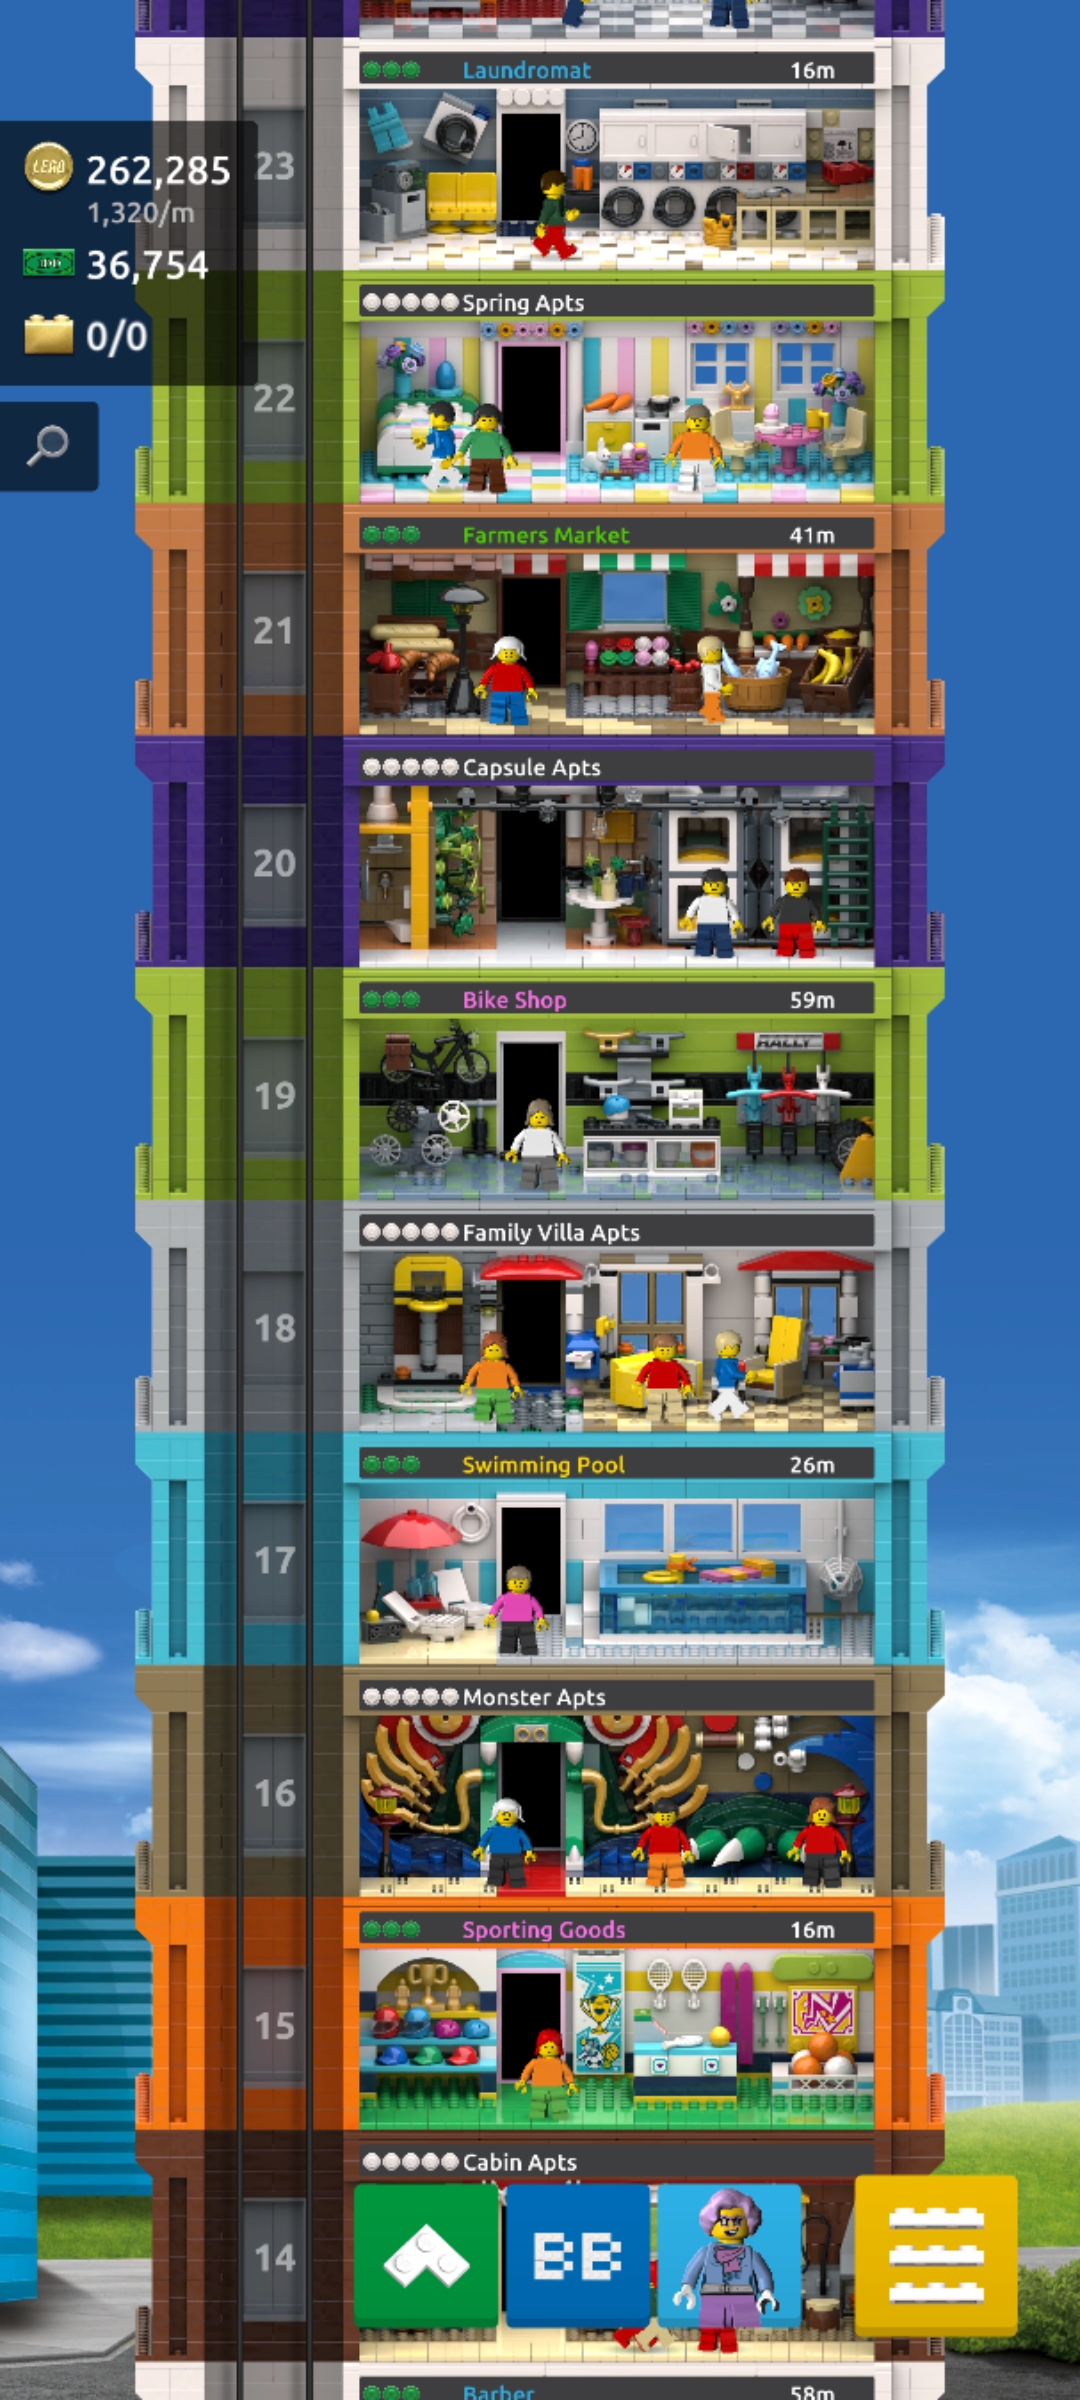 Laundromat 16m
LEGO 262,285
23
1,320/m
36,754
0/0
Spring Apts
22
Farmers Market 41m
21
Capsule Apts
20
Bike Shop 59m
RALLY
19
Family Villa Apts
18
Swimming Pool 26m
17
Monster Apts
16
Sporting Goods 16m
N
15
Cabin Apts
14
BB
Barber 58m